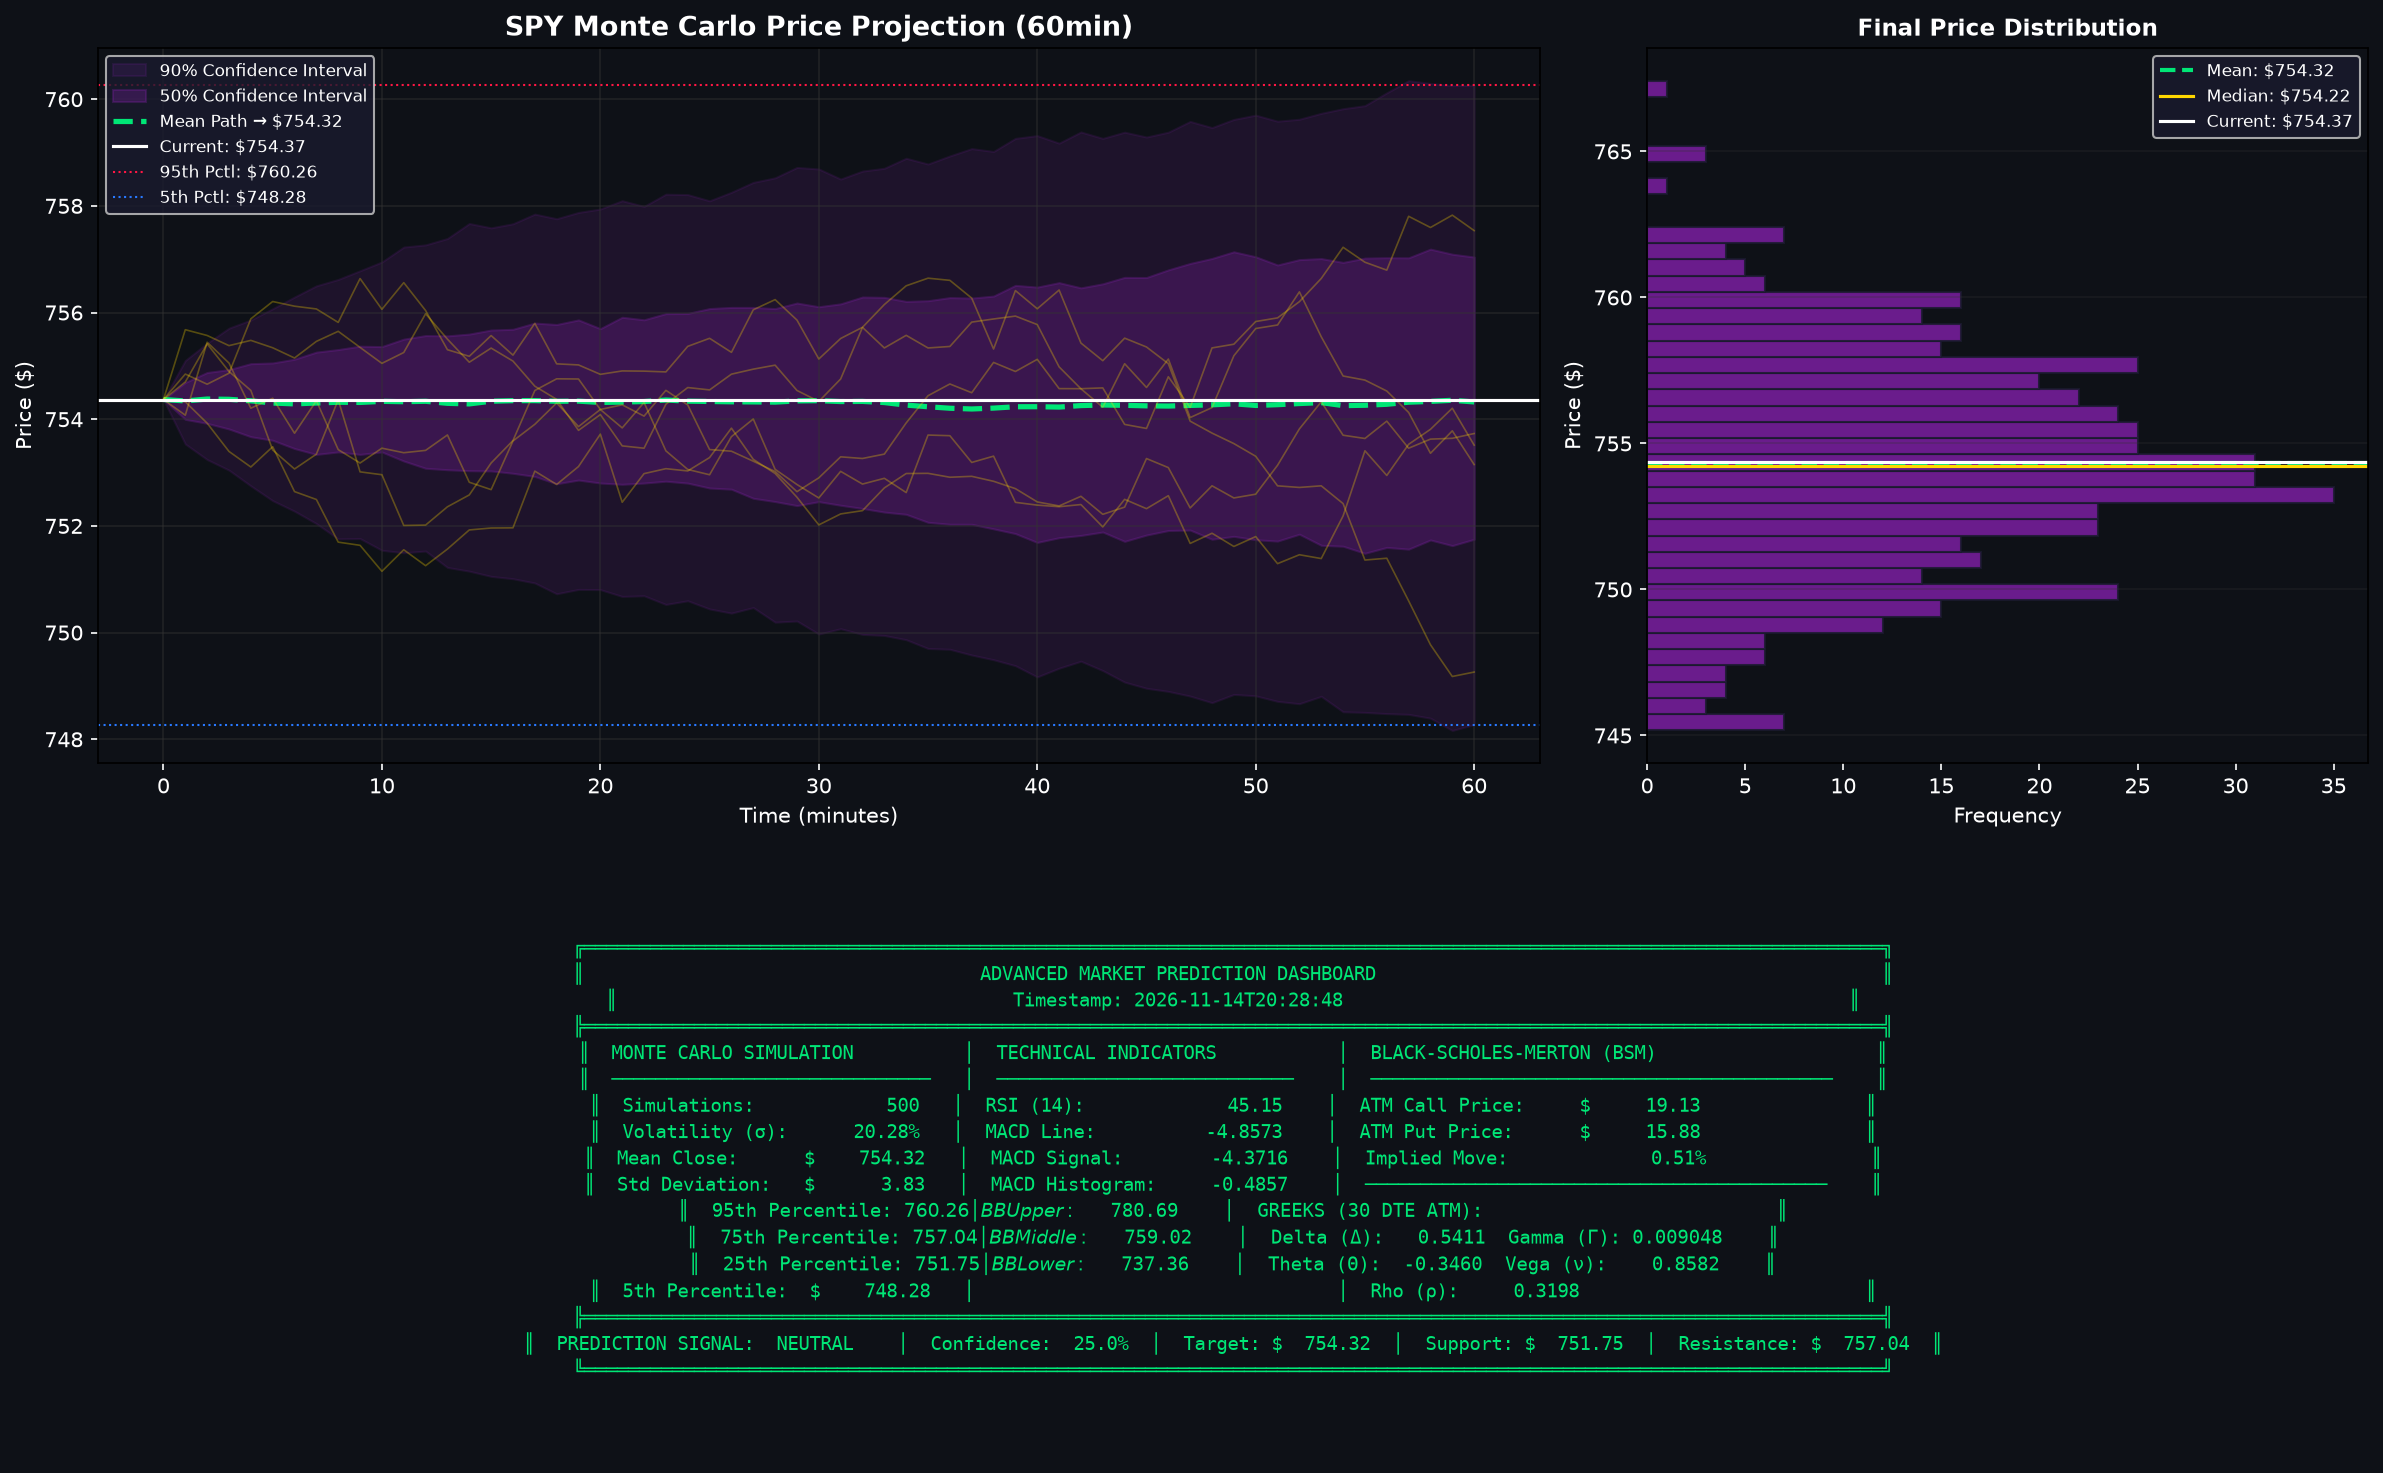 SPY Monte Carlo Price Projection (60min)
90% Confidence Interval
50% Confidence Interval
Mean Path → $754.32
Current: $754.37
95th Pctl: $760.26
5th Pctl: $748.28
760
758
756
754
752
750
748
Price ($)
0 10 20 30 40 50 60
Time (minutes)
Final Price Distribution
Mean: $754.32
Median: $754.22
Current: $754.37
765
760
755
750
745
Price ($)
0 5 10 15 20 25 30 35
Frequency
ADVANCED MARKET PREDICTION DASHBOARD
Timestamp: 2026-11-14T20:28:48
MONTE CARLO SIMULATION │ TECHNICAL INDICATORS │ BLACK-SCHOLES-MERTON (BSM)
Simulations: 500 │ RSI (14): 45.15 │ ATM Call Price: $ 19.13
Volatility (σ): 20.28% │ MACD Line: -4.8573 │ ATM Put Price: $ 15.88
Mean Close: $ 754.32 │ MACD Signal: -4.3716 │ Implied Move: 0.51%
Std Deviation: $ 3.83 │ MACD Histogram: -0.4857 │
95th Percentile: 760.26│BBUpper: 780.69 │ GREEKS (30 DTE ATM):
75th Percentile: 757.04│BBMiddle: 759.02 │ Delta (Δ): 0.5411 Gamma (Γ): 0.009048
25th Percentile: 751.75│BBLower: 737.36 │ Theta (Θ): -0.3460 Vega (ν): 0.8582
5th Percentile: $ 748.28 │ │ Rho (ρ): 0.3198
PREDICTION SIGNAL: NEUTRAL │ Confidence: 25.0% │ Target: $ 754.32 │ Support: $ 751.75 │ Resistance: $ 757.04